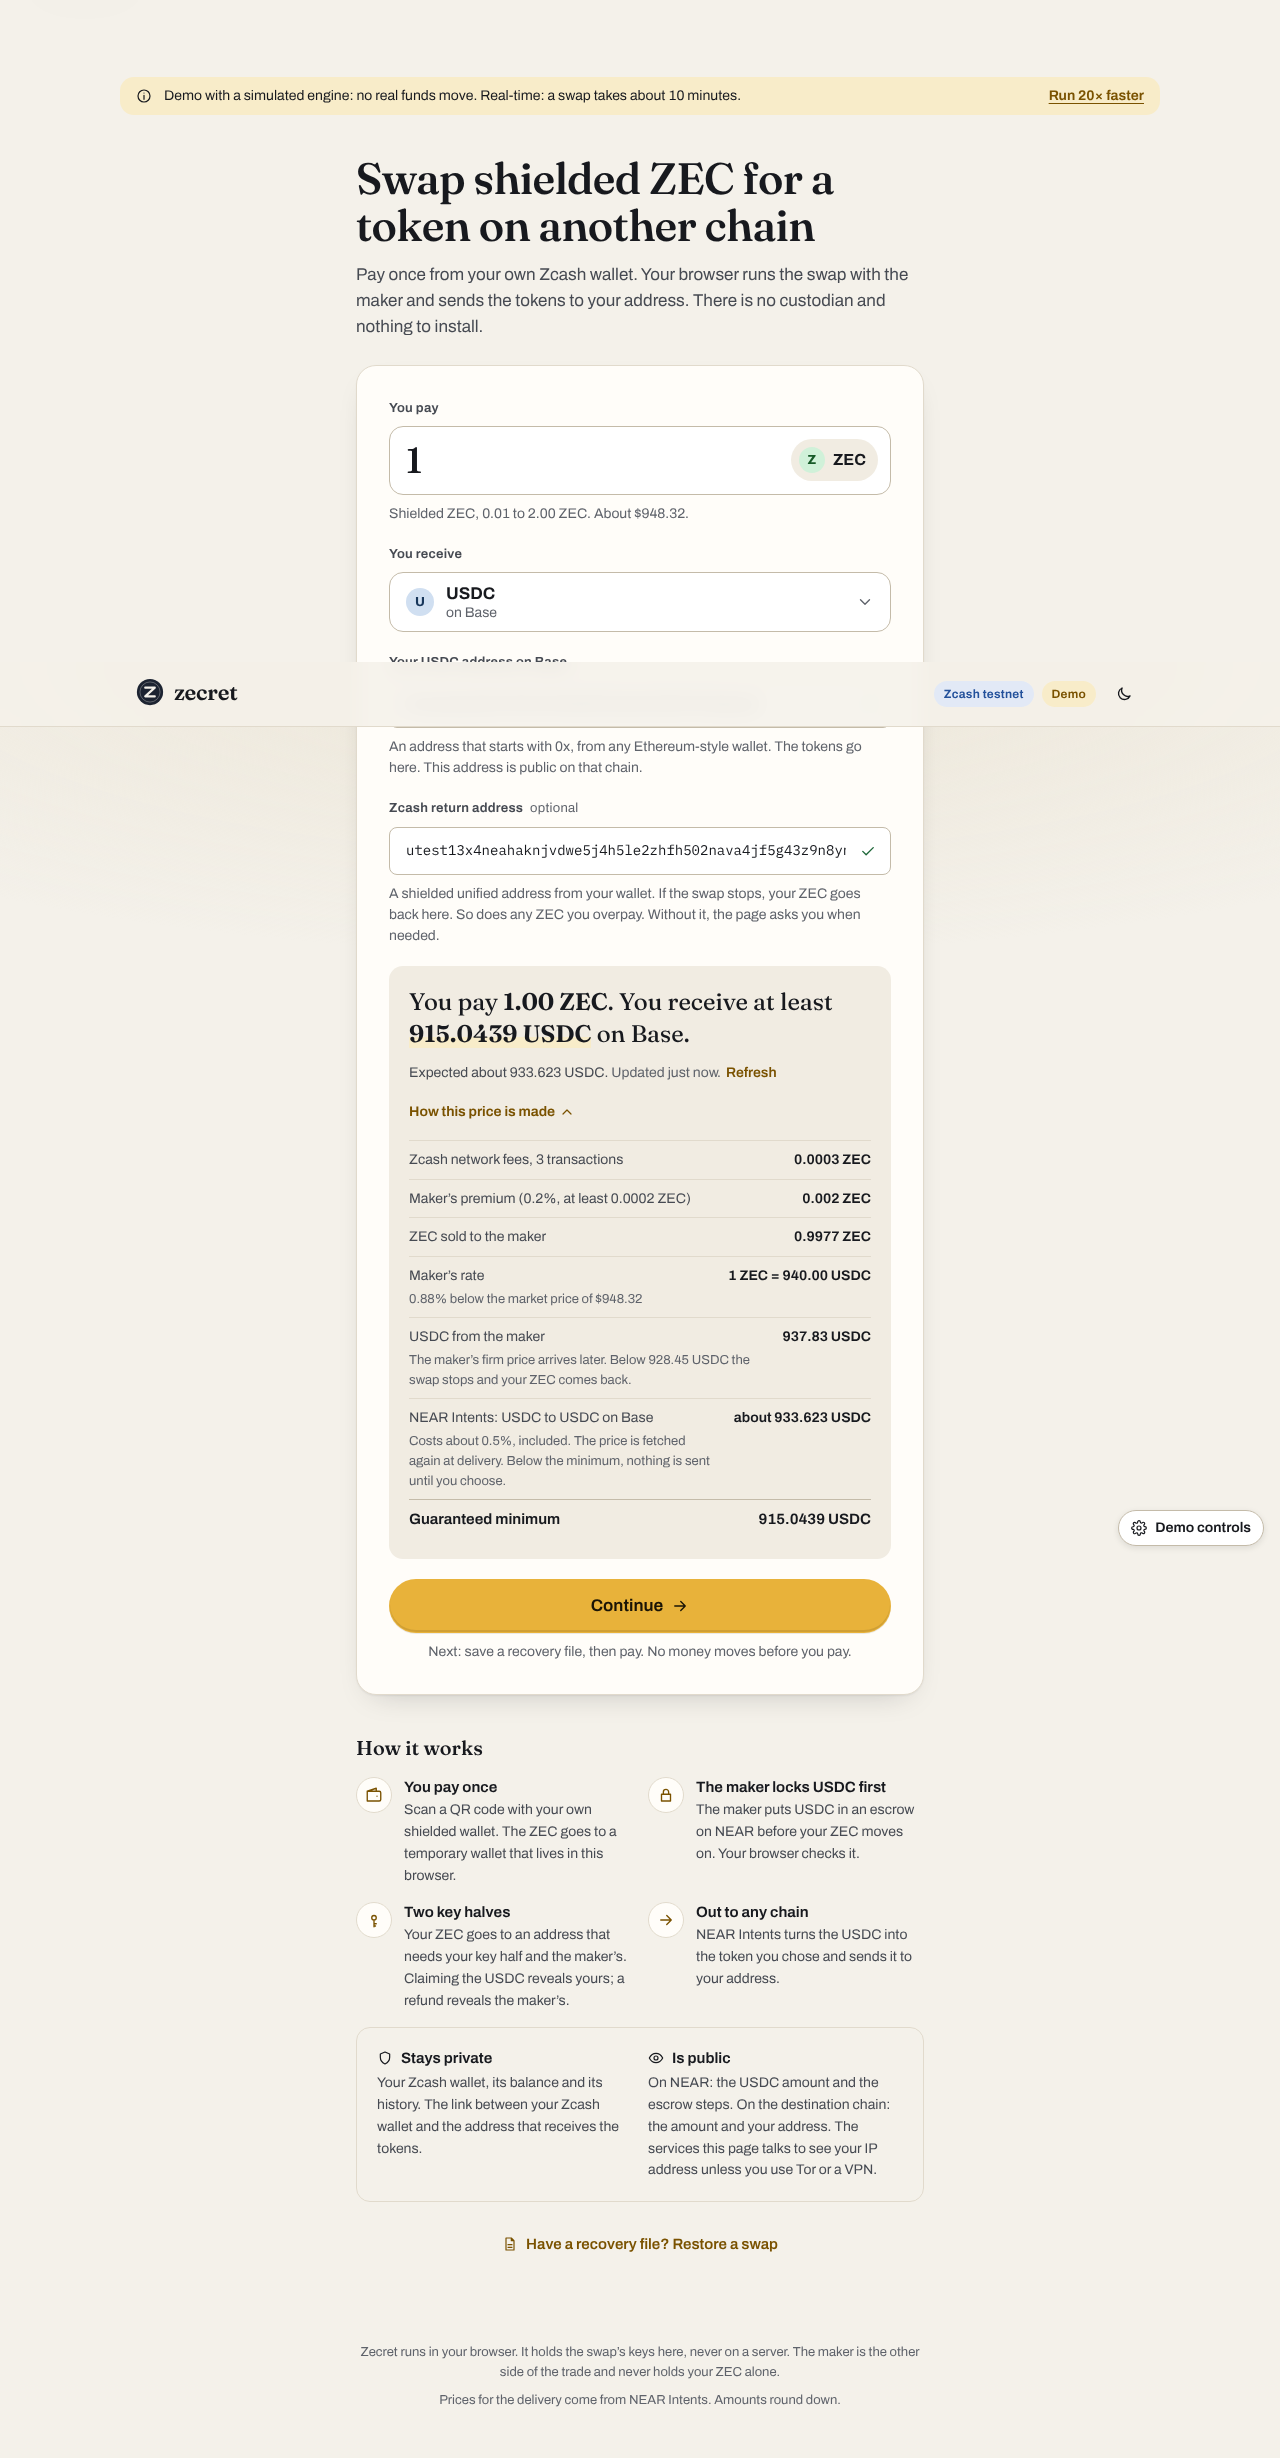 Demo with a simulated engine: no real funds move. Real-time: a swap takes about 10 minutes.
Run 20× faster
Swap shielded ZEC for a
token on another chain
Pay once from your own Zcash wallet. Your browser runs the swap with the
maker and sends the tokens to your address. There is no custodian and
nothing to install.
You pay
1
Z ZEC
Shielded ZEC, 0.01 to 2.00 ZEC. About $948.32.
You receive
U
USDC
on Base
Your USDC address on Base
zecret
Zcash testnet
Demo
An address that starts with 0x, from any Ethereum-style wallet. The tokens go
here. This address is public on that chain.
Zcash return address optional
utest13x4neahaknjvdwe5j4h5le2zhfh502nava4jf5g43z9n8y
A shielded unified address from your wallet. If the swap stops, your ZEC goes
back here. So does any ZEC you overpay. Without it, the page asks you when
needed.
You pay 1.00 ZEC. You receive at least
915.0439 USDC on Base.
Expected about 933.623 USDC. Updated just now. Refresh
How this price is made
Zcash network fees, 3 transactions 0.0003 ZEC
Maker’s premium (0.2%, at least 0.0002 ZEC) 0.002 ZEC
ZEC sold to the maker 0.9977 ZEC
Maker’s rate 1 ZEC = 940.00 USDC
0.88% below the market price of $948.32
USDC from the maker 937.83 USDC
The maker’s firm price arrives later. Below 928.45 USDC the
swap stops and your ZEC comes back.
NEAR Intents: USDC to USDC on Base about 933.623 USDC
Costs about 0.5%, included. The price is fetched
again at delivery. Below the minimum, nothing is sent
until you choose.
Guaranteed minimum 915.0439 USDC
Demo controls
Continue
Next: save a recovery file, then pay. No money moves before you pay.
How it works
You pay once
Scan a QR code with your own
shielded wallet. The ZEC goes to a
temporary wallet that lives in this
browser.
The maker locks USDC first
The maker puts USDC in an escrow
on NEAR before your ZEC moves
on. Your browser checks it.
Two key halves
Your ZEC goes to an address that
needs your key half and the maker’s.
Claiming the USDC reveals yours; a
refund reveals the maker’s.
Out to any chain
NEAR Intents turns the USDC into
the token you chose and sends it to
your address.
Stays private
Your Zcash wallet, its balance and its
history. The link between your Zcash
wallet and the address that receives the
tokens.
Is public
On NEAR: the USDC amount and the
escrow steps. On the destination chain:
the amount and your address. The
services this page talks to see your IP
address unless you use Tor or a VPN.
Have a recovery file? Restore a swap
Zecret runs in your browser. It holds the swap’s keys here, never on a server. The maker is the other
side of the trade and never holds your ZEC alone.
Prices for the delivery come from NEAR Intents. Amounts round down.